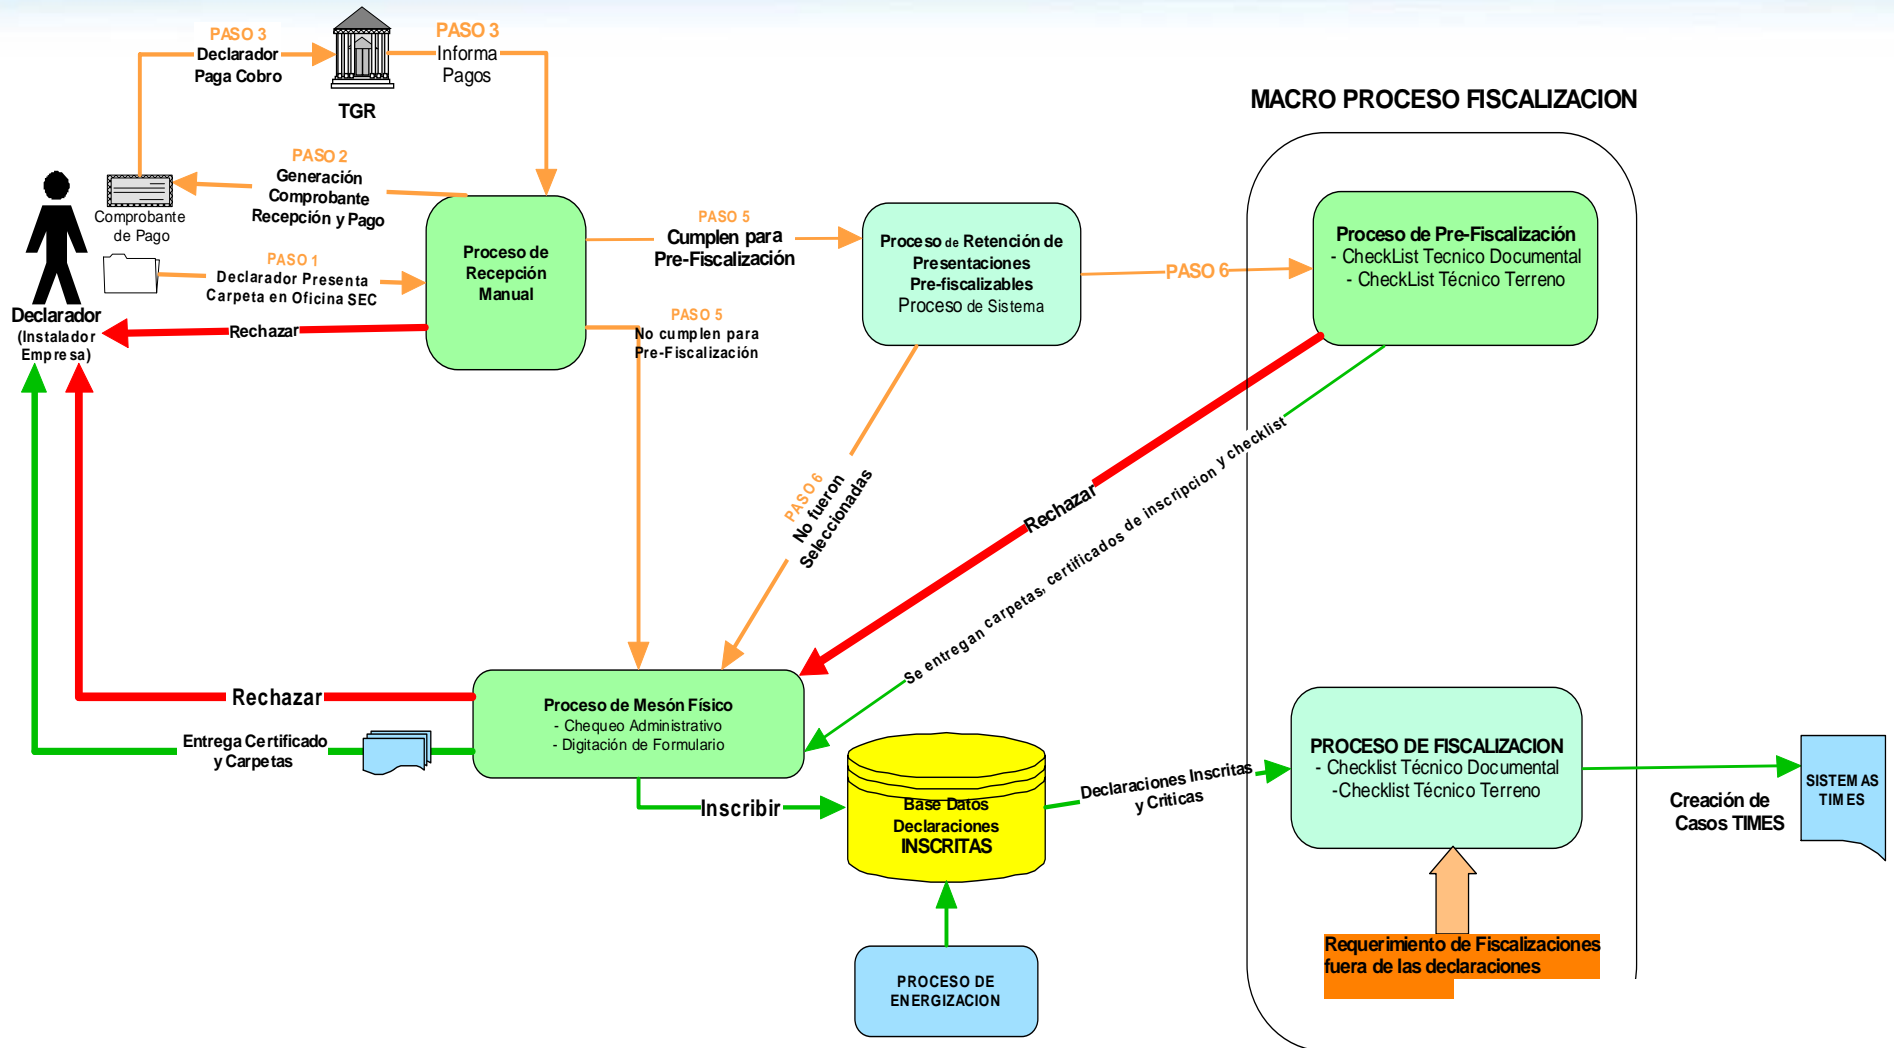 PASO 3
Declarador
Paga Cobro
TGR
PASO 3
Informa
Pagos
MACRO PROCESO FISCALIZACION
PASO 2
Generación
Comprobante
Recepción y Pago
Comprobante
de Pago
PASO 1
Declarador Presenta
Carpeta en Oficina SEC
Declarador
(Instalador
Empresa)
Rechazar
Proceso de
Recepción
Manual
PASO 5
Cumplen para
Pre-Fiscalización
PASO 5
No cumplen para
Pre-Fiscalización
Proceso de Retención de
Presentaciones
Pre-fiscalizables
Proceso de Sistema
PASO 6
Proceso de Pre-Fiscalización
- CheckList Tecnico Documental
- CheckList Técnico Terreno
PASO 6
No fueron
Seleccionadas
Rechazar
Se entregan carpetas, certificados de inscripcion y checklist
Rechazar
Entrega Certificado
y Carpetas
Proceso de Mesón Físico
- Chequeo Administrativo
- Digitación de Formulario
Inscribir
Base Datos
Declaraciones
INSCRITAS
Declaraciones Inscritas
y Criticas
PROCESO DE FISCALIZACION
- Checklist Técnico Documental
-Checklist Técnico Terreno
Creación de
Casos TIMES
SISTEMAS
TIMES
Requerimiento de Fiscalizaciones
fuera de las declaraciones
PROCESO DE
ENERGIZACION